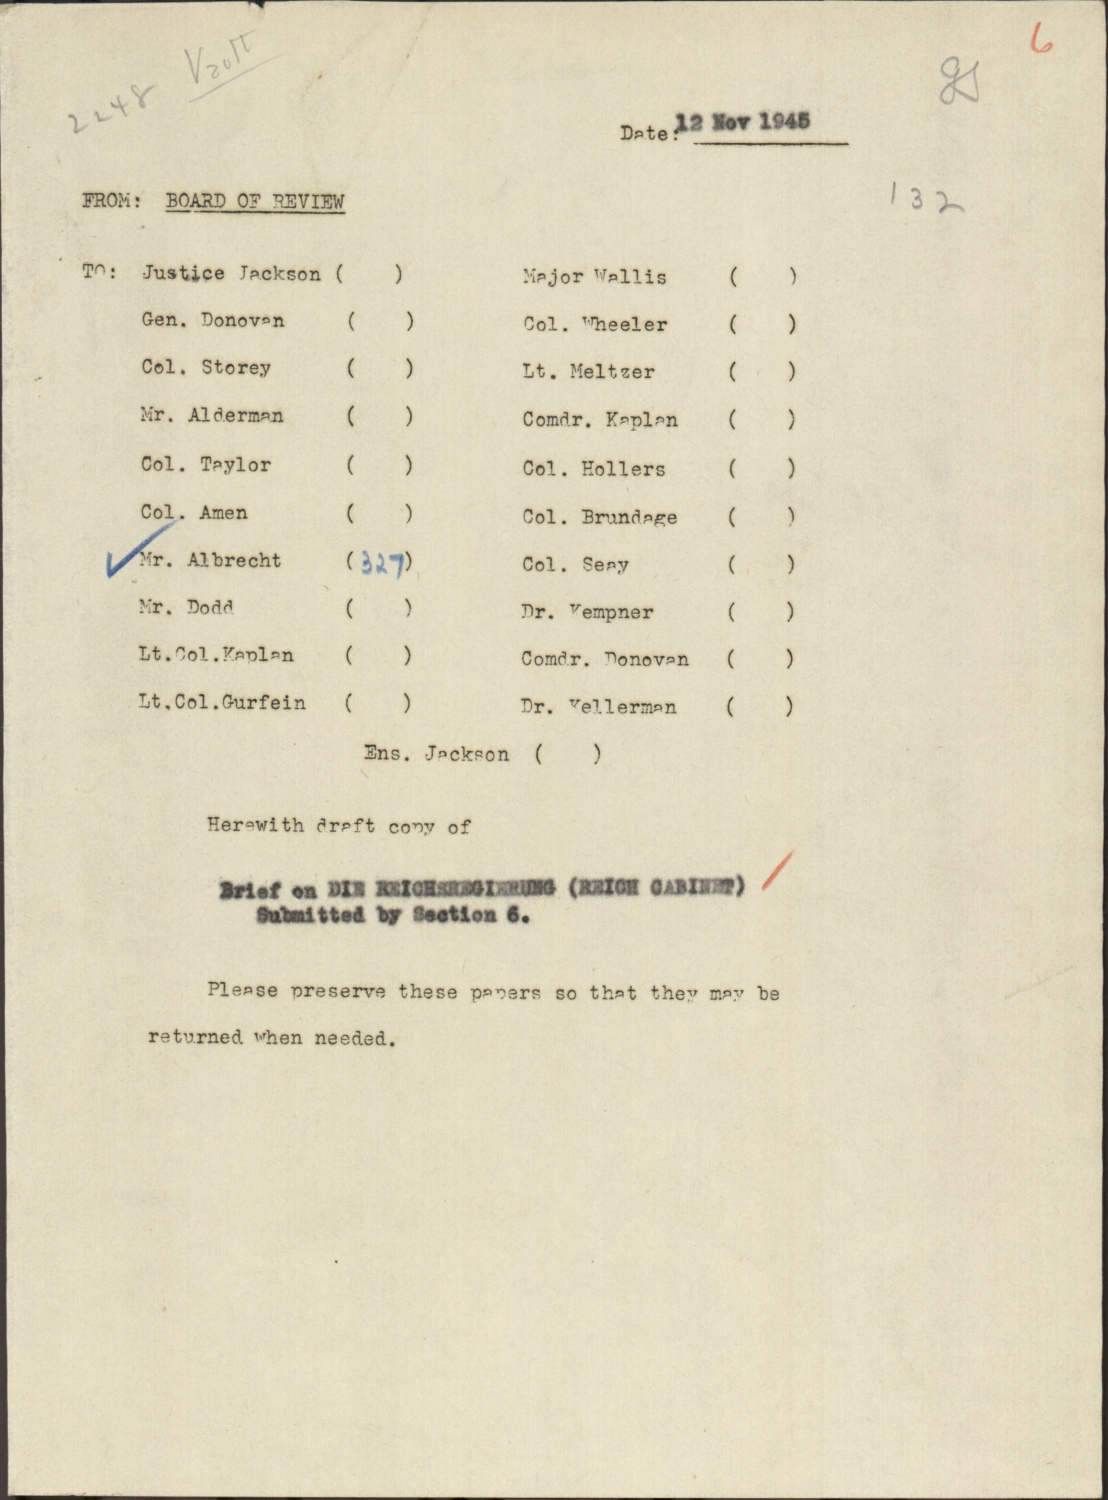 6
2248 Vault
Date: 12 Nov 1945
FROM: BOARD OF REVIEW
132
TO: Justice Jackson ( ) Major Wallis ( )
Gen. Donovan ( ) Col. Wheeler ( )
Col. Storey ( ) Lt. Meltzer ( )
Mr. Alderman ( ) Comdr. Kaplan ( )
Col. Taylor ( ) Col. Hollers ( )
Col. Amen ( ) Col. Brundage ( )
✓ Mr. Albrecht (327) Col. Seay ( )
Mr. Dodd ( ) Dr. Kempner ( )
Lt.Col.Kaplan ( ) Comdr. Donovan ( )
Lt.Col.Gurfein ( ) Dr. Kellerman ( )
Ens. Jackson ( )
Herewith draft copy of
Brief on DIE REICHSREGIERUNG (REICH CABINET)
Submitted by Section 6.
Please preserve these papers so that they may be
returned when needed.